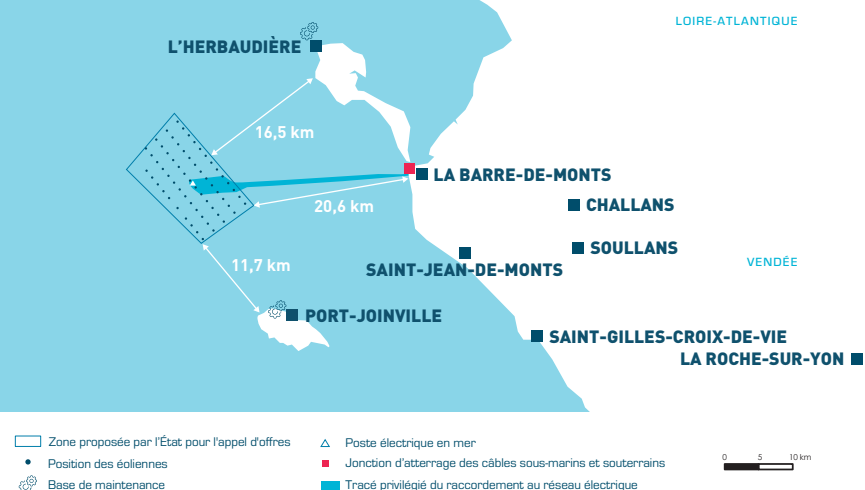 LOIRE-ATLANTIQUE
L'HERBAUDIÈRE
16,5 km
LA BARRE-DE-MONTS
20,6 km
CHALLANS
SOULLANS
11,7 km
SAINT-JEAN-DE-MONTS
VENDÉE
PORT-JOINVILLE
SAINT-GILLES-CROIX-DE-VIE
LA ROCHE-SUR-YON
Zone proposée par l'État pour l'appel d'offres
Position des éoliennes
Base de maintenance
Poste électrique en mer
Jonction d'atterrage des câbles sous-marins et souterrains
Tracé privilégié du raccordement au réseau électrique
0 5 10 km